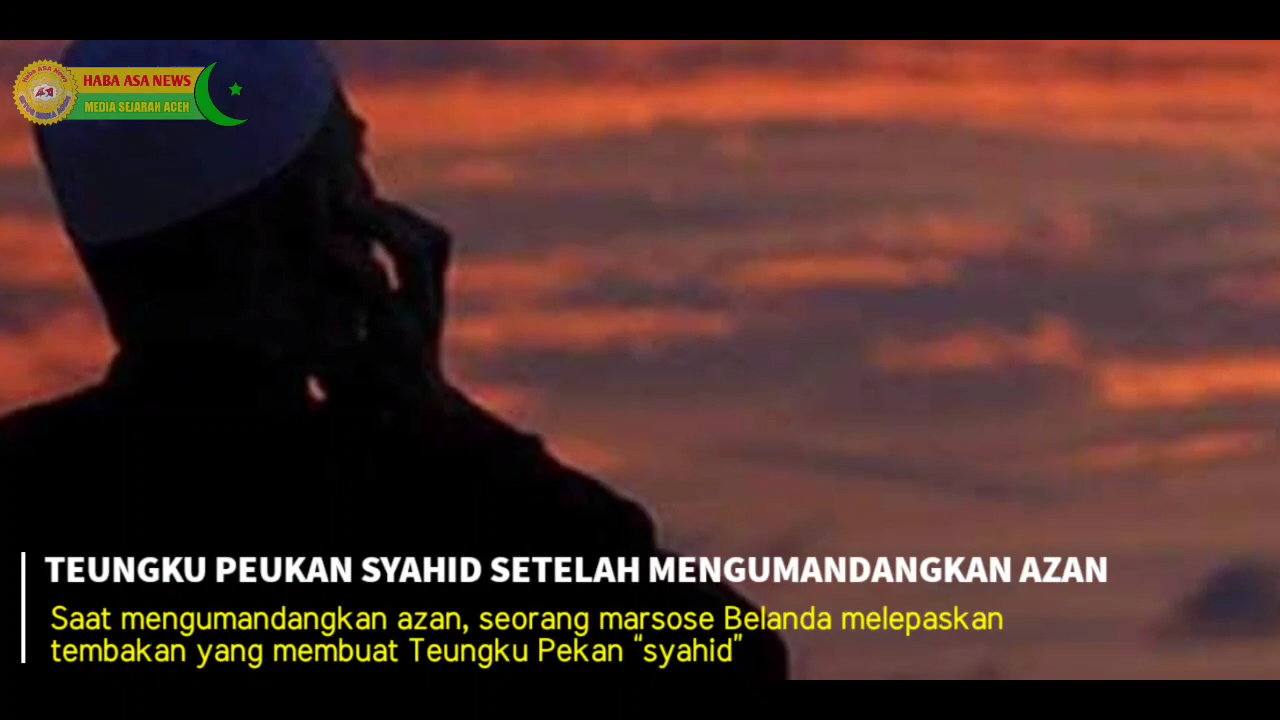 HABA ASA NEWS
MEDIA SEJARAH ACEH
TEUNGKU PEUKAN SYAHID SETELAH MENGUMANDANGKAN AZAN
Saat mengumandangkan azan, seorang marsose Belanda melepaskan
tembakan yang membuat Teungku Pekan “syahid”